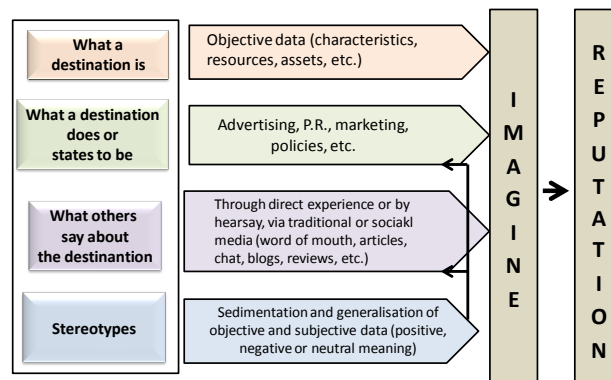 What a
destination is
Objective data (characteristics,
resources, assets, etc.)
What a destination
does or
states to be
Advertising, P.R., marketing,
policies, etc.
What others
say about
the destinantion
Through direct experience or by
hearsay, via traditional or sociakl
media (word of mouth, articles,
chat, blogs, reviews, etc.)
Stereotypes
Sedimentation and generalisation of
objective and subjective data (positive,
negative or neutral meaning)
I
M
A
G
I
N
E
R
E
P
U
T
A
T
I
O
N